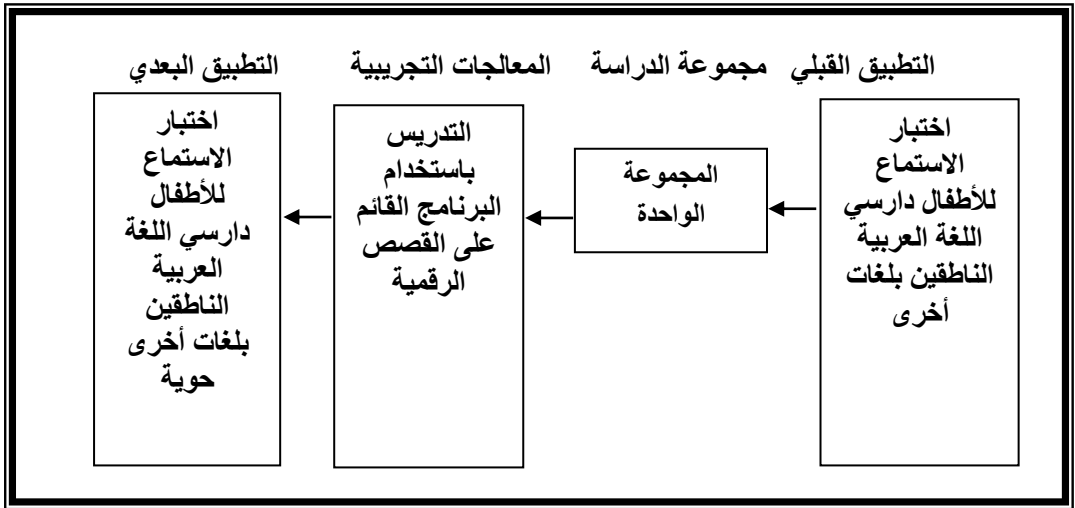 التطبيق القبلي مجموعة الدراسة المعالجات التجريبية التطبيق البعدي
اختبار
الاستماع
للأطفال دارسي
اللغة العربية
الناطقين بلغات
أخرى
المجموعة
الواحدة
التدريس
باستخدام
البرنامج القائم
على القصص
الرقمية
اختبار
الاستماع
للأطفال
دارسي اللغة
العربية
الناطقين
بلغات أخرى
حوية